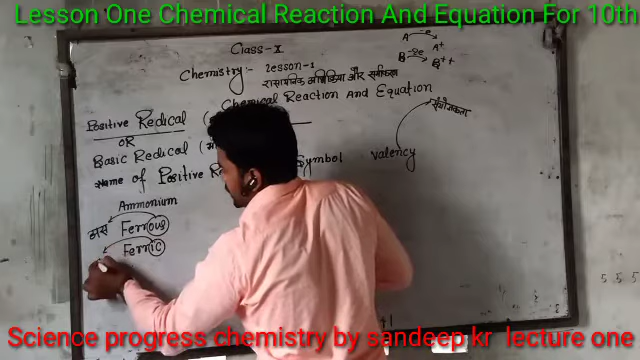 Lesson One Chemical Reaction And Equation For 10th
Class-X
A -e A+
B -2e B++
Chemistry:- Lesson-1
रासायनिक अभिक्रिया और समीकरण
Chemical Reaction And Equation
Positive Redical (
संयोजकता
OR
Basic Redical (
Name of Positive Symbol valency
Ammonium
अस Ferrous
Ferric
Science progress chemistry by sandeep kr lecture one